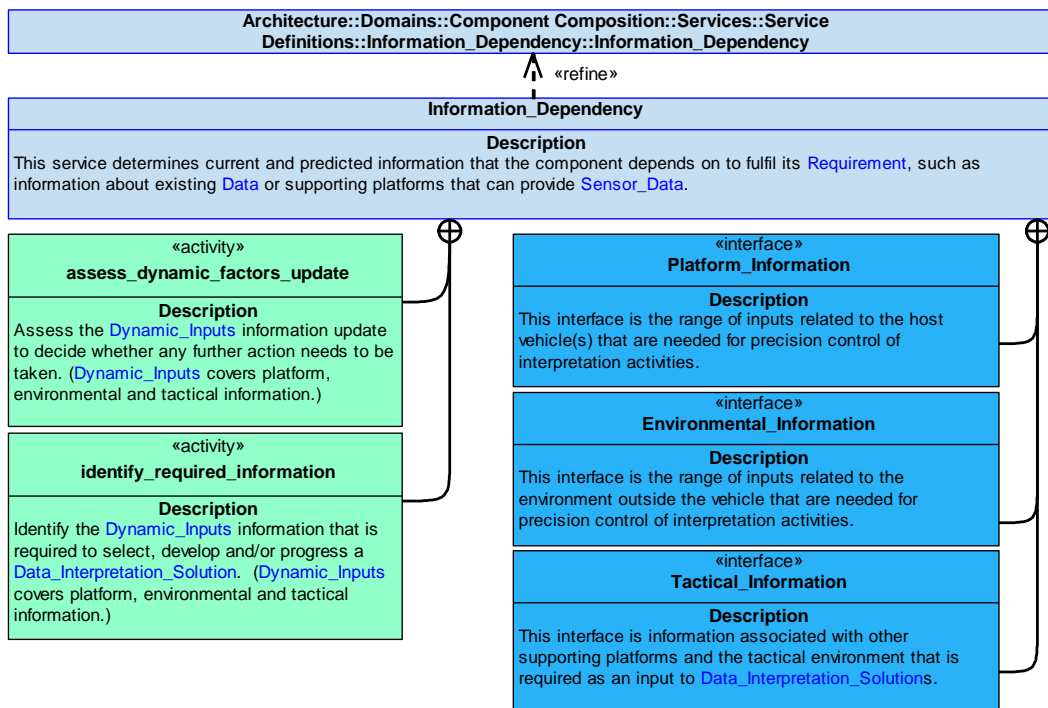 Architecture::Domains::Component Composition::Services::Service
Definitions::Information_Dependency::Information_Dependency
«refine»
Information_Dependency
Description
This service determines current and predicted information that the component depends on to fulfil its Requirement, such as
information about existing Data or supporting platforms that can provide Sensor_Data.
«activity»
assess_dynamic_factors_update
Description
Assess the Dynamic_Inputs information update
to decide whether any further action needs to be
taken. (Dynamic_Inputs covers platform,
environmental and tactical information.)
«activity»
identify_required_information
Description
Identify the Dynamic_Inputs information that is
required to select, develop and/or progress a
Data_Interpretation_Solution.  (Dynamic_Inputs
covers platform, environmental and tactical
information.)
«interface»
Platform_Information
Description
This interface is the range of inputs related to the host
vehicle(s) that are needed for precision control of
interpretation activities.
«interface»
Environmental_Information
Description
This interface is the range of inputs related to the
environment outside the vehicle that are needed for
precision control of interpretation activities.
«interface»
Tactical_Information
Description
This interface is information associated with other
supporting platforms and the tactical environment that is
required as an input to Data_Interpretation_Solutions.